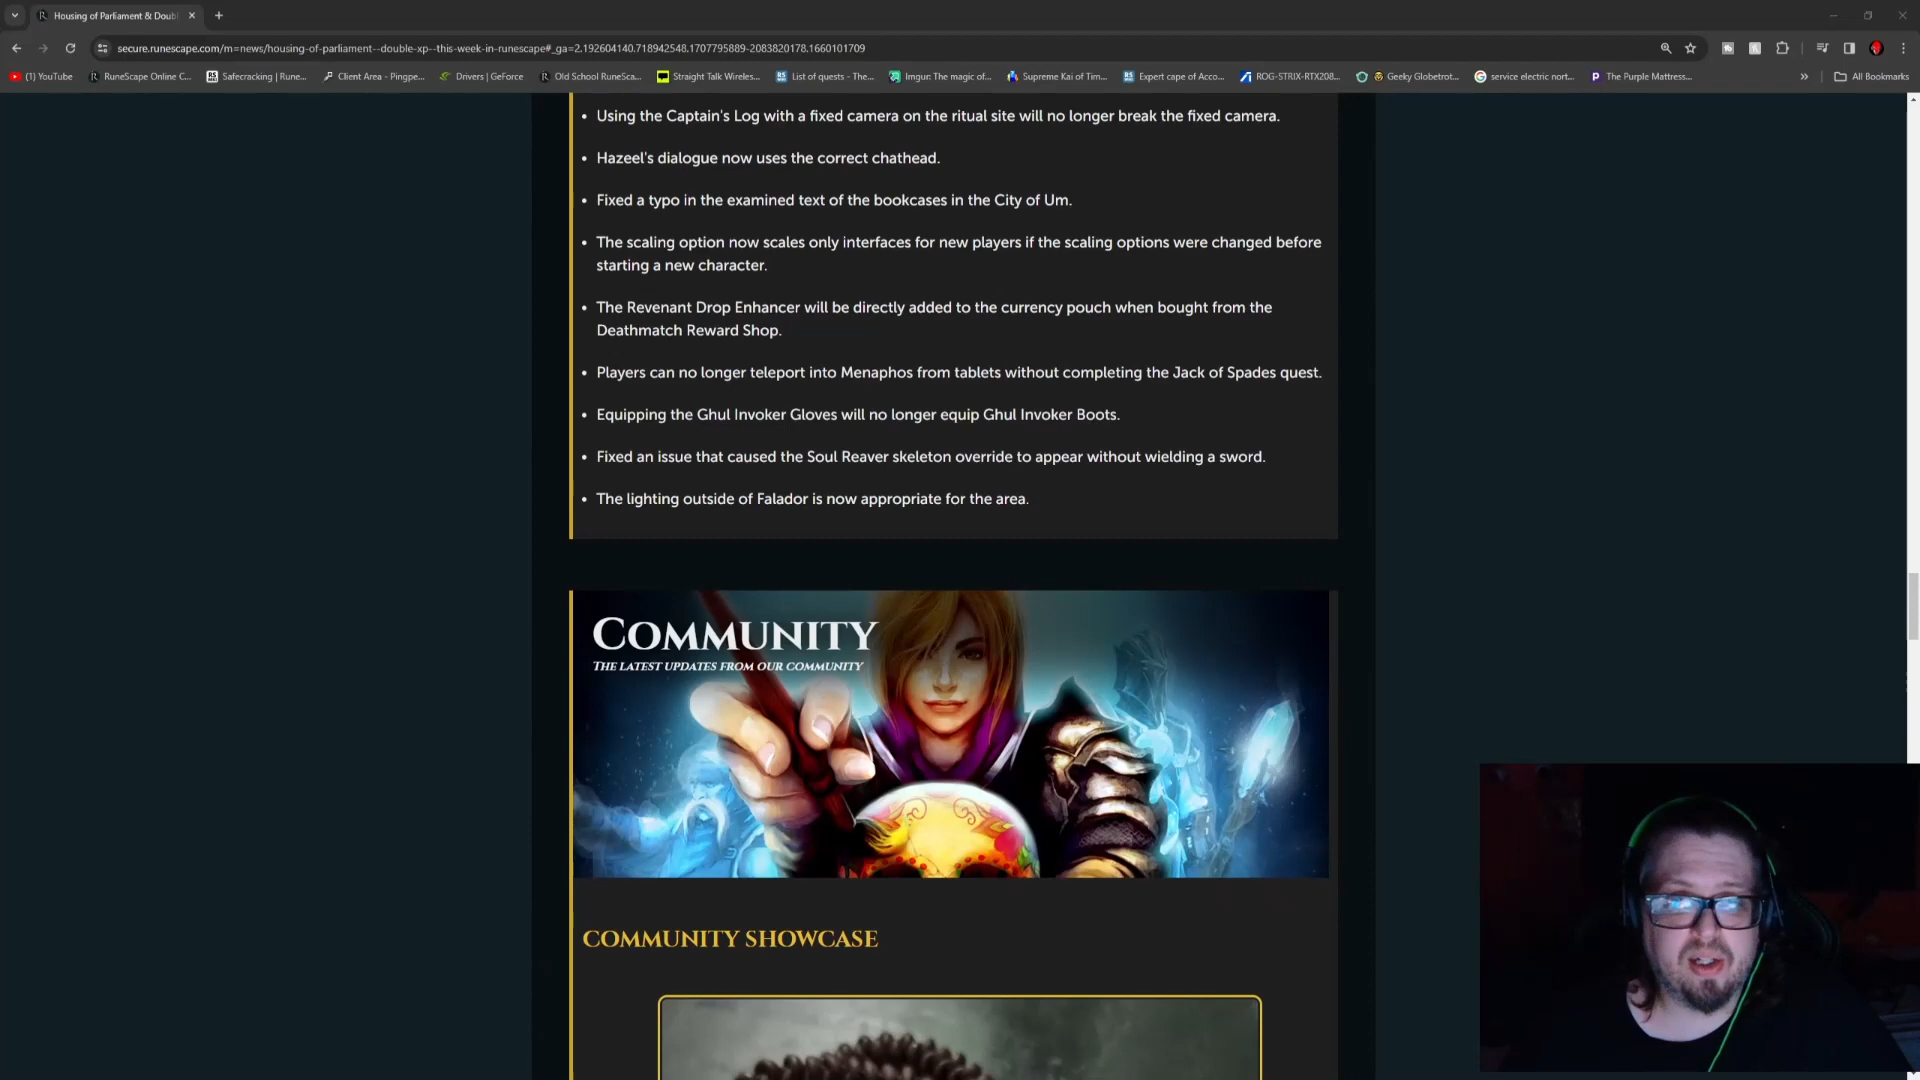 Housing of Parliament & Doubl
secure.runescape.com/m=news/housing-of-parliament--double-xp--this-week-in-runescape#_ga=2.192604140.718942548.1707795889-2083820178.1660101709
(1) YouTube
RuneScape Online C...
Safecracking | Rune...
Client Area - Pingpe...
Drivers | GeForce
Old School RuneSca...
Straight Talk Wireles...
List of quests - The...
Imgur: The magic of...
Supreme Kai of Tim...
Expert cape of Acco...
ROG-STRIX-RTX208...
Geeky Globetrot...
service electric nort...
The Purple Mattress...
All Bookmarks
• Using the Captain's Log with a fixed camera on the ritual site will no longer break the fixed camera.
• Hazeel's dialogue now uses the correct chathead.
• Fixed a typo in the examined text of the bookcases in the City of Um.
• The scaling option now scales only interfaces for new players if the scaling options were changed before
starting a new character.
• The Revenant Drop Enhancer will be directly added to the currency pouch when bought from the
Deathmatch Reward Shop.
• Players can no longer teleport into Menaphos from tablets without completing the Jack of Spades quest.
• Equipping the Ghul Invoker Gloves will no longer equip Ghul Invoker Boots.
• Fixed an issue that caused the Soul Reaver skeleton override to appear without wielding a sword.
• The lighting outside of Falador is now appropriate for the area.
COMMUNITY
THE LATEST UPDATES FROM OUR COMMUNITY
COMMUNITY SHOWCASE